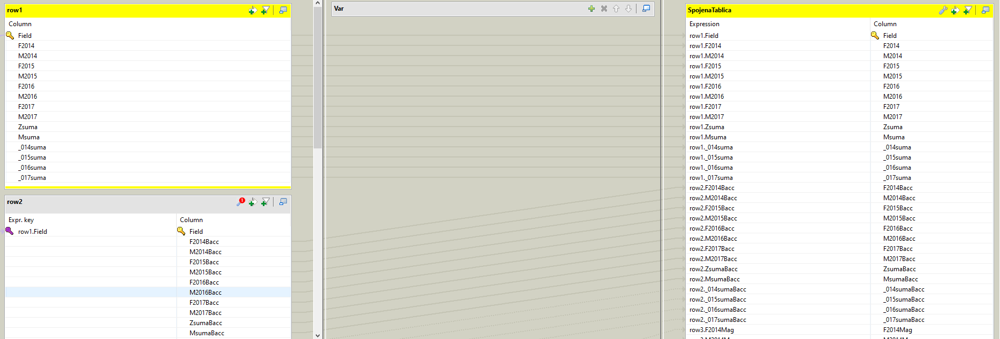 row1
Column
Field
F2014
M2014
F2015
M2015
F2016
M2016
F2017
M2017
Zsuma
Msuma
_014suma
_015suma
_016suma
_017suma
row2
1
Expr. key Column
row1.Field Field
F2014Bacc
M2014Bacc
F2015Bacc
M2015Bacc
F2016Bacc
M2016Bacc
F2017Bacc
M2017Bacc
ZsumaBacc
MsumaBacc
Var
SpojenaTablica
Expression Column
row1.Field Field
row1.F2014 F2014
row1.M2014 M2014
row1.F2015 F2015
row1.M2015 M2015
row1.F2016 F2016
row1.M2016 M2016
row1.F2017 F2017
row1.M2017 M2017
row1.Zsuma Zsuma
row1.Msuma Msuma
row1._014suma _014suma
row1._015suma _015suma
row1._016suma _016suma
row1._017suma _017suma
row2.F2014Bacc F2014Bacc
row2.M2014Bacc M2014Bacc
row2.F2015Bacc F2015Bacc
row2.M2015Bacc M2015Bacc
row2.F2016Bacc F2016Bacc
row2.M2016Bacc M2016Bacc
row2.F2017Bacc F2017Bacc
row2.M2017Bacc M2017Bacc
row2.ZsumaBacc ZsumaBacc
row2.MsumaBacc MsumaBacc
row2._014sumaBacc _014sumaBacc
row2._015sumaBacc _015sumaBacc
row2._016sumaBacc _016sumaBacc
row2._017sumaBacc _017sumaBacc
row3.F2014Mag F2014Mag